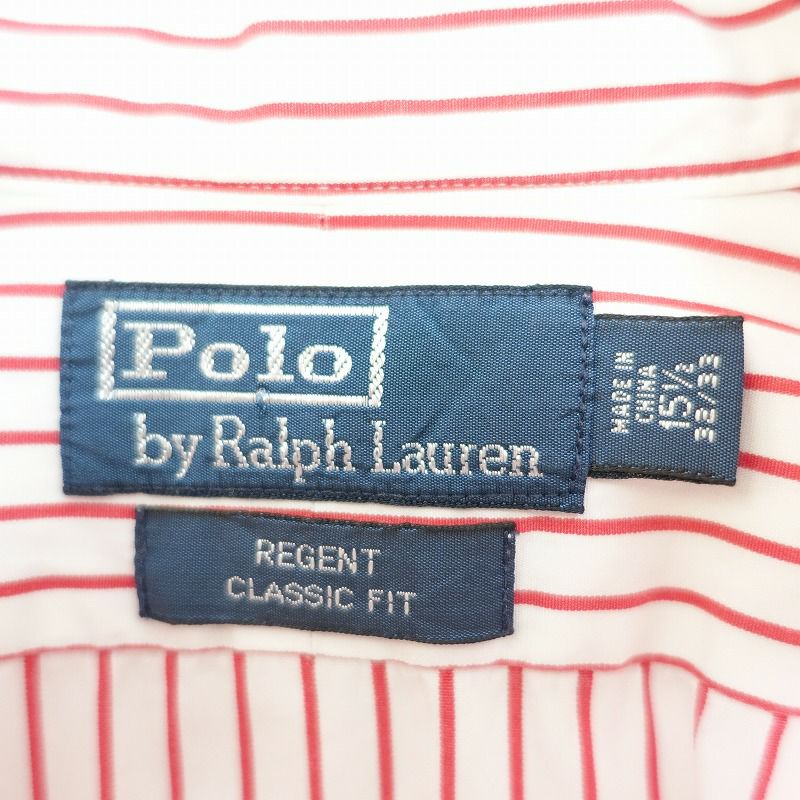 Polo
by Ralph Lauren
MADE IN
CHINA
15½
32/33
REGENT
CLASSIC FIT